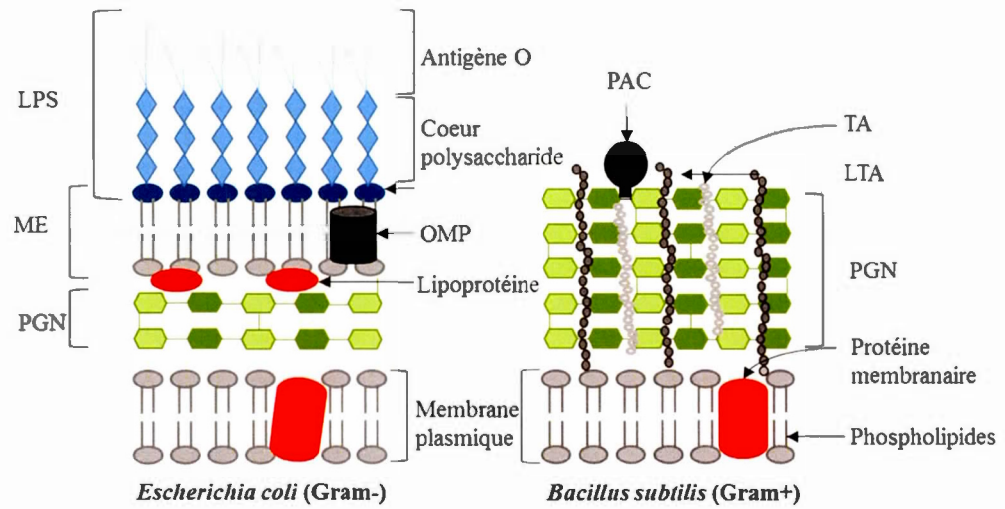 Antigène O
LPS
Coeur
polysaccharide
ME
OMP
Lipoprotéine
PGN
Membrane
plasmique
Escherichia coli (Gram-)
PAC
TA
LTA
PGN
Protéine
membranaire
Phospholipides
Bacillus subtilis (Gram+)